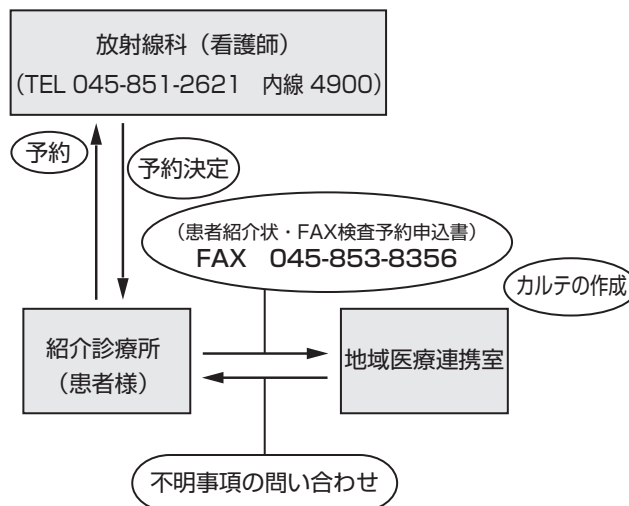 放射線科(看護師)
(TEL 045-851-2621 内線 4900)
予約
予約決定
(患者紹介状・FAX検査予約申込書)
FAX 045-853-8356
カルテの作成
紹介診療所
(患者様)
地域医療連携室
不明事項の問い合わせ